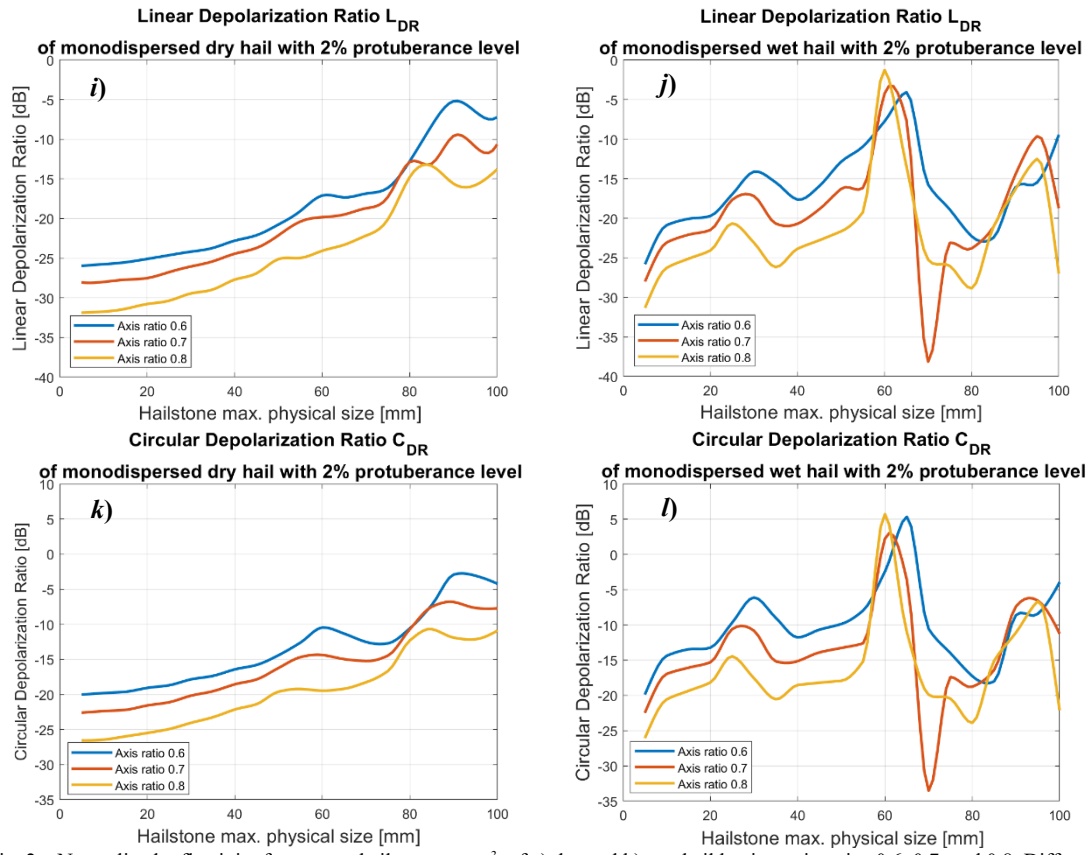 Linear Depolarization Ratio L_DR
of monodispersed dry hail with 2% protuberance level
i)
0
-5
-10
-15
-20
-25
-30
-35
-40
Linear Depolarization Ratio [dB]
Axis ratio 0.6
Axis ratio 0.7
Axis ratio 0.8
0 20 40 60 80 100
Hailstone max. physical size [mm]
Linear Depolarization Ratio L_DR
of monodispersed wet hail with 2% protuberance level
j)
0
-5
-10
-15
-20
-25
-30
-35
-40
Linear Depolarization Ratio [dB]
Axis ratio 0.6
Axis ratio 0.7
Axis ratio 0.8
0 20 40 60 80 100
Hailstone max. physical size [mm]
Circular Depolarization Ratio C_DR
of monodispersed dry hail with 2% protuberance level
k)
10
5
0
-5
-10
-15
-20
-25
-30
-35
Circular Depolarization Ratio [dB]
Axis ratio 0.6
Axis ratio 0.7
Axis ratio 0.8
0 20 40 60 80 100
Hailstone max. physical size [mm]
Circular Depolarization Ratio C_DR
of monodispersed wet hail with 2% protuberance level
l)
10
5
0
-5
-10
-15
-20
-25
-30
-35
Circular Depolarization Ratio [dB]
Axis ratio 0.6
Axis ratio 0.7
Axis ratio 0.8
0 20 40 60 80 100
Hailstone max. physical size [mm]